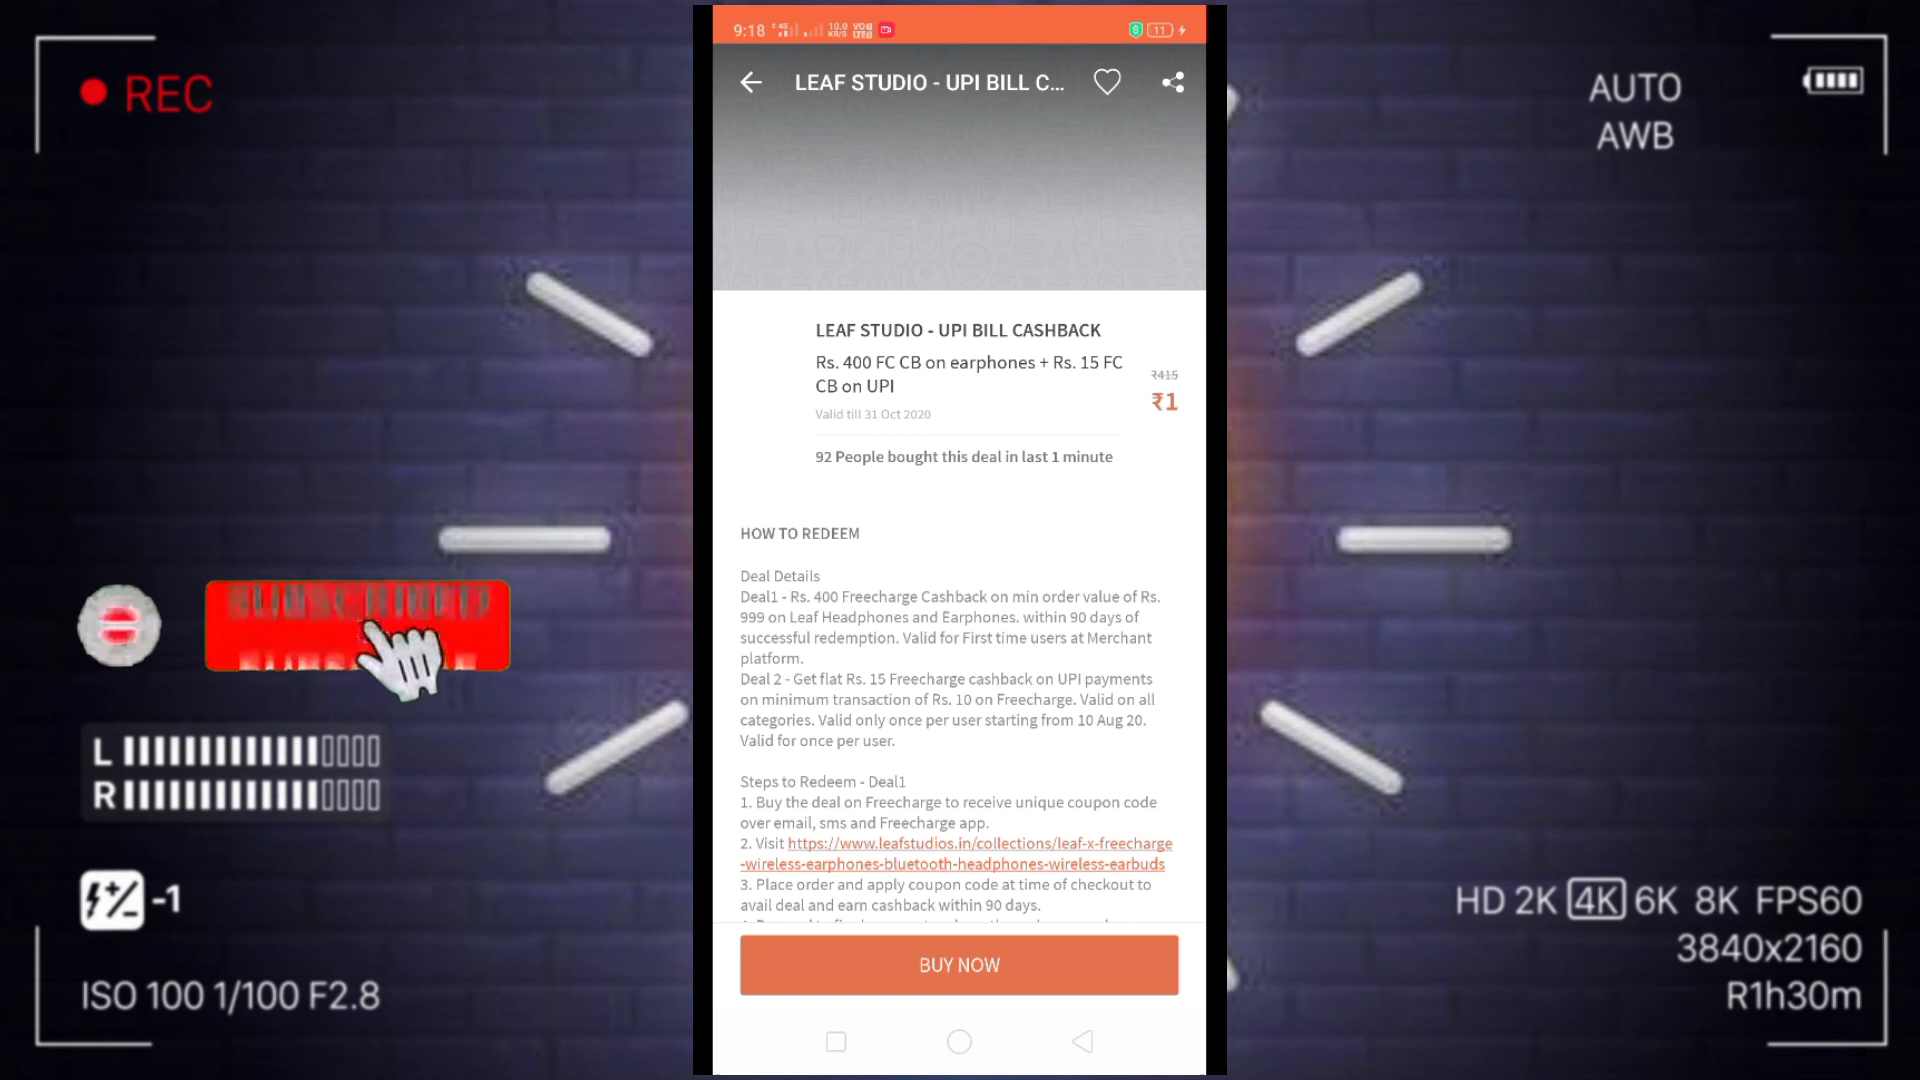 REC
AUTO
AWB
9:18 4G 10.0 KB/S VoO LTE 11
LEAF STUDIO - UPI BILL C...
LEAF STUDIO - UPI BILL CASHBACK
Rs. 400 FC CB on earphones + Rs. 15 FC
CB on UPI
₹415
₹1
Valid till 31 Oct 2020
92 People bought this deal in last 1 minute
HOW TO REDEEM
Deal Details
Deal1 - Rs. 400 Freecharge Cashback on min order value of Rs.
999 on Leaf Headphones and Earphones. within 90 days of
successful redemption. Valid for First time users at Merchant
platform.
Deal 2 - Get flat Rs. 15 Freecharge cashback on UPI payments
on minimum transaction of Rs. 10 on Freecharge. Valid on all
categories. Valid only once per user starting from 10 Aug 20.
Valid for once per user.
Steps to Redeem - Deal1
1. Buy the deal on Freecharge to receive unique coupon code
over email, sms and Freecharge app.
2. Visit https://www.leafstudios.in/collections/leaf-x-freecharge
-wireless-earphones-bluetooth-headphones-wireless-earbuds
3. Place order and apply coupon code at time of checkout to
avail deal and earn cashback within 90 days.
BUY NOW
L
R
-1
ISO 100 1/100 F2.8
HD 2K 4K 6K 8K FPS60
3840x2160
R1h30m